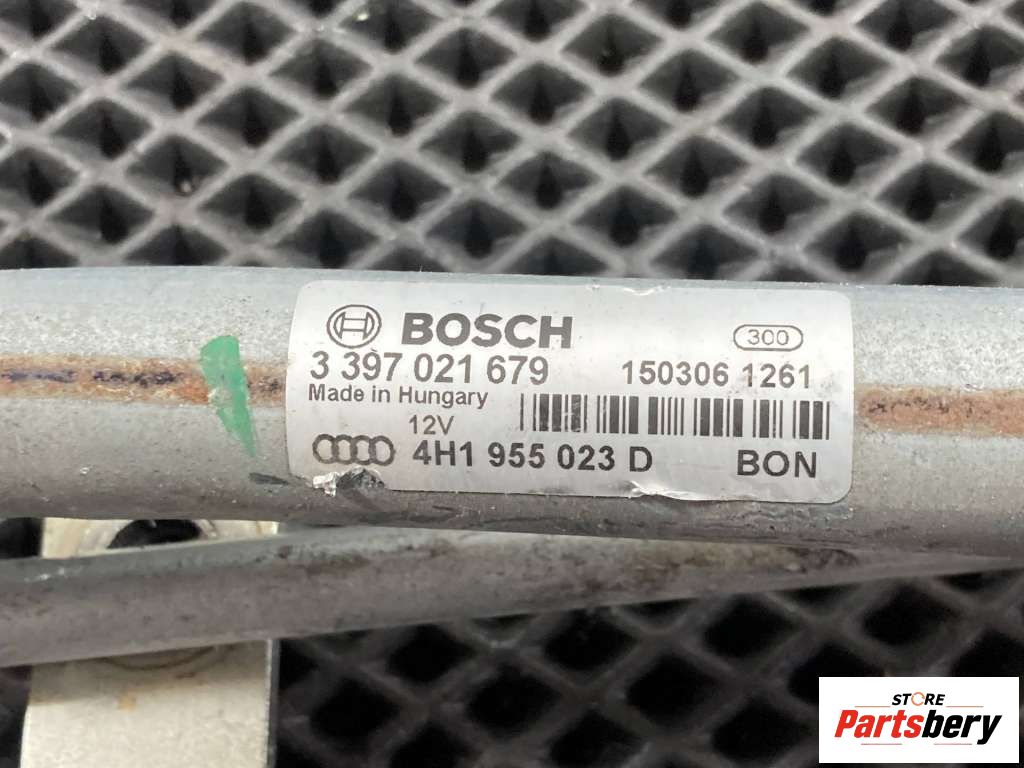 BOSCH
300
3 397 021 679
150306 1261
Made in Hungary
12V
4H1 955 023 D
BON
STORE
Partsbery